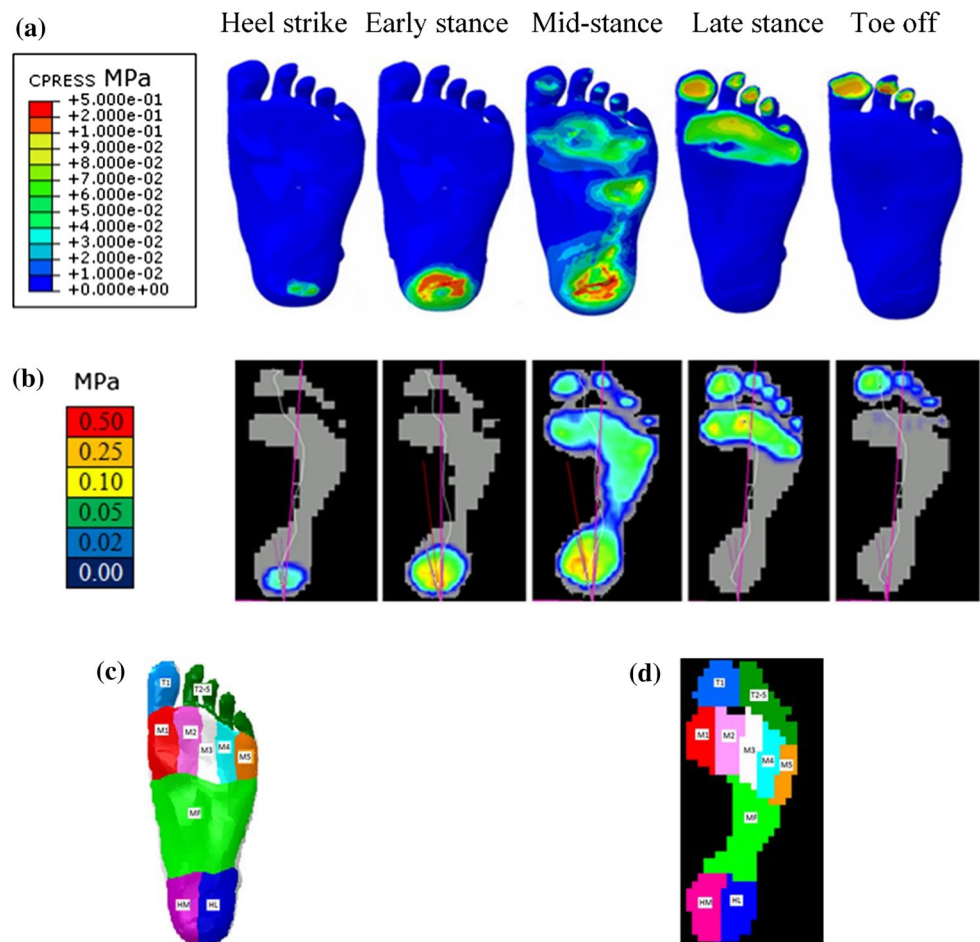 (a)
Heel strike Early stance Mid-stance Late stance Toe off
CPRESS MPa
+5.000e-01
+2.000e-01
+1.000e-01
+9.000e-02
+8.000e-02
+7.000e-02
+6.000e-02
+5.000e-02
+4.000e-02
+3.000e-02
+2.000e-02
+1.000e-02
+0.000e+00
(b)
MPa
0.50
0.25
0.10
0.05
0.02
0.00
(c)
T1
T2-5
M1
M2
M3
M4
M5
MF
HM
HL
(d)
T1
T2-5
M1
M2
M3
M4
M5
MF
HM
HL